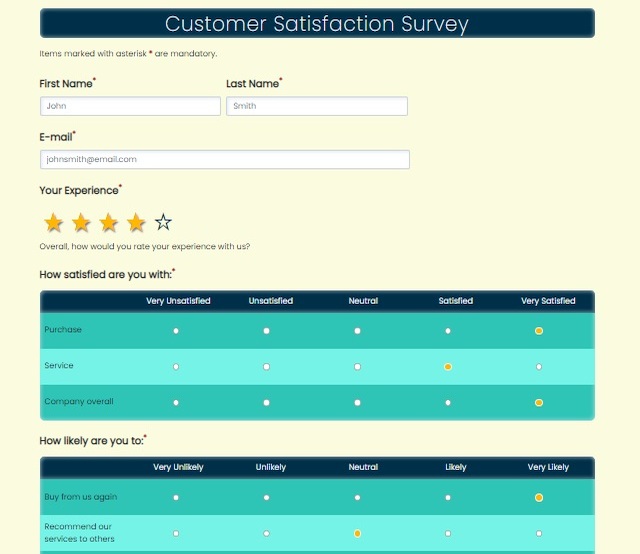 Customer Satisfaction Survey
Items marked with asterisk * are mandatory.
First Name* Last Name*
John Smith
E-mail*
johnsmith@email.com
Your Experience*
Overall, how would you rate your experience with us?
How satisfied are you with:*
Very Unsatisfied Unsatisfied Neutral Satisfied Very Satisfied
Purchase
Service
Company overall
How likely are you to:*
Very Unlikely Unlikely Neutral Likely Very Likely
Buy from us again
Recommend our
services to others